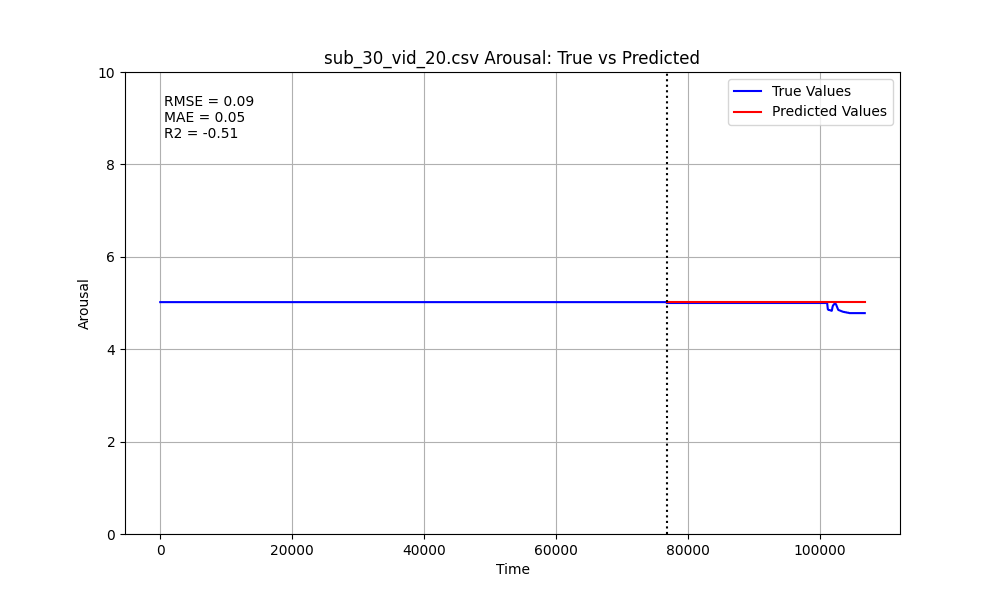 sub_30_vid_20.csv Arousal: True vs Predicted
RMSE = 0.09
MAE = 0.05
R2 = -0.51
True Values
Predicted Values
10
8
6
4
2
0
Arousal
0
20000
40000
60000
80000
100000
Time